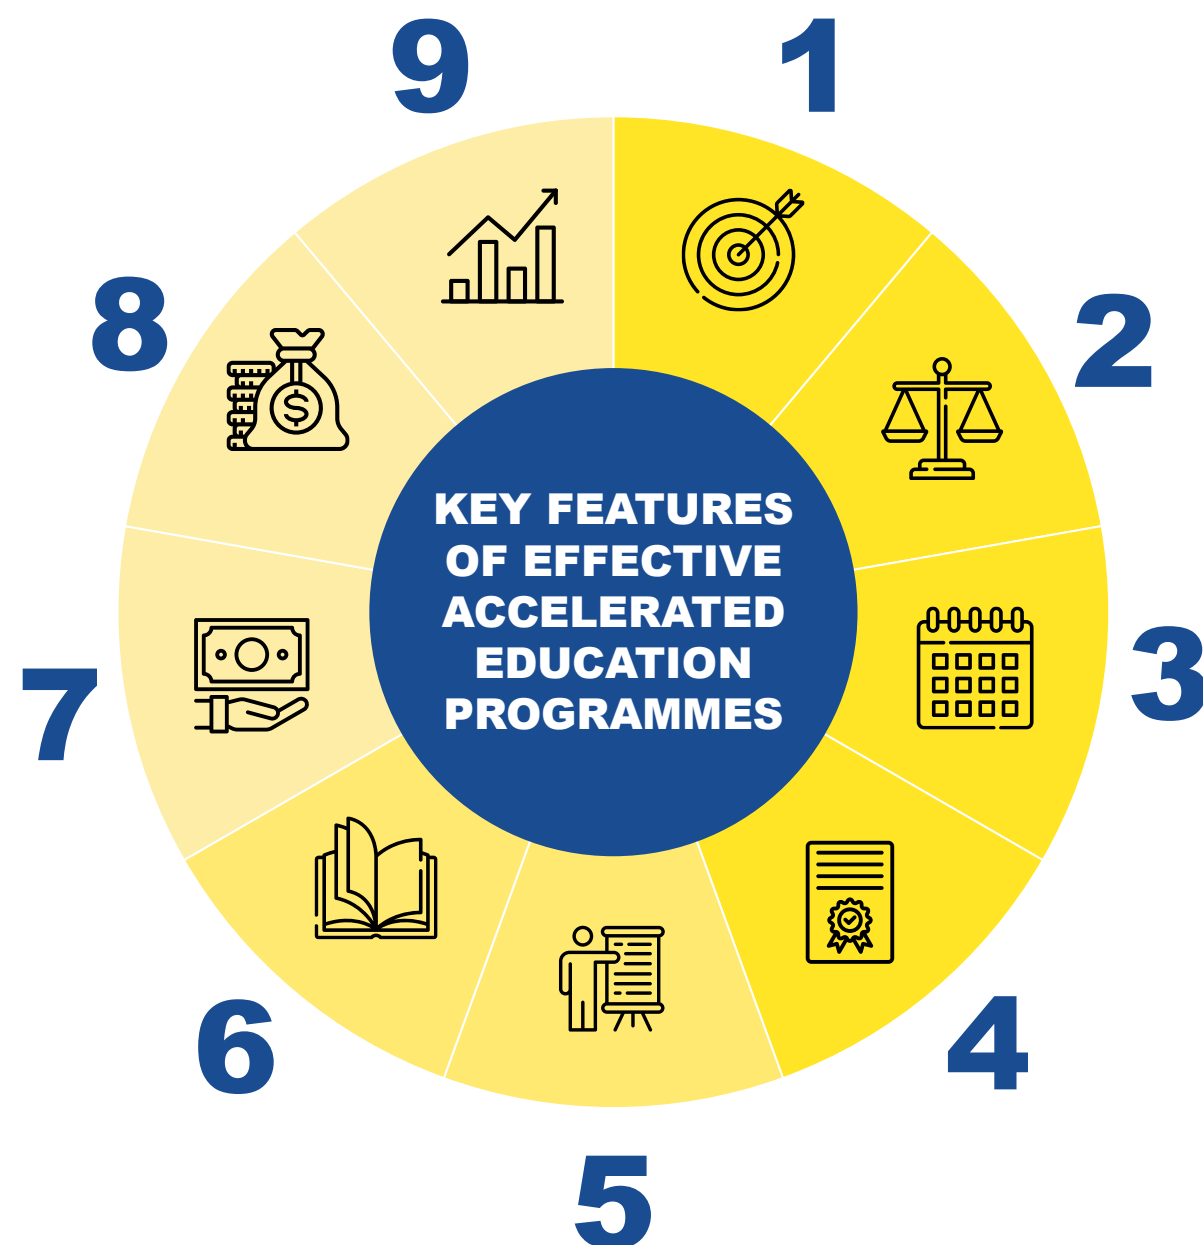 9
1
8
2
KEY FEATURES
OF EFFECTIVE
ACCELERATED
EDUCATION
PROGRAMMES
$
3
7
6
4
5